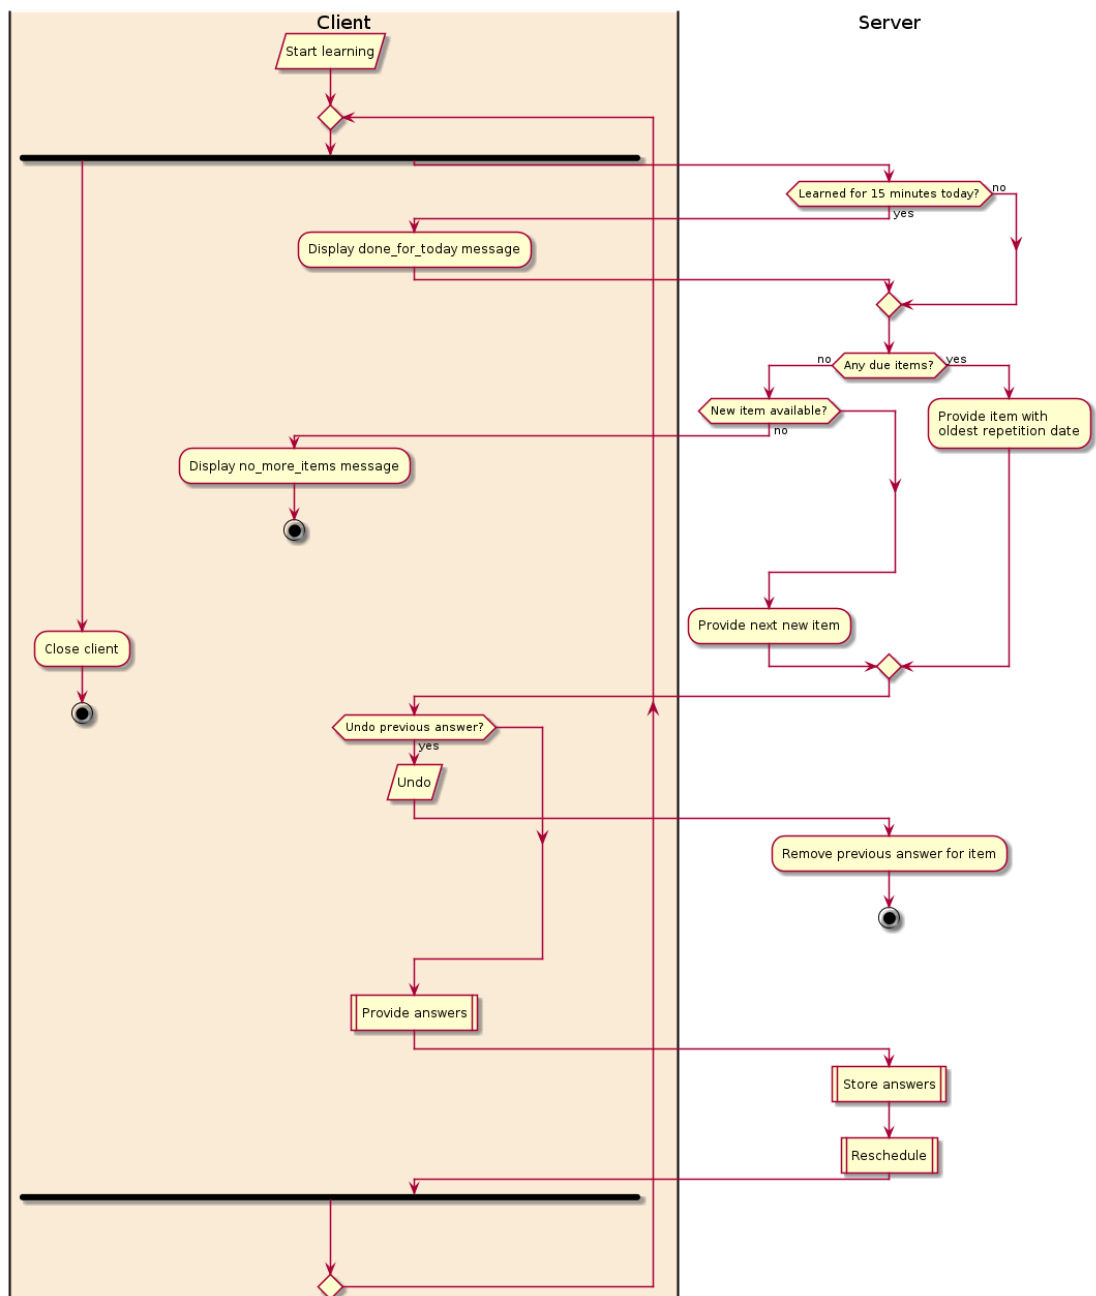 Client
Server
Start learning
Learned for 15 minutes today?
no
yes
Display done_for_today message
no
Any due items?
yes
New item available?
no
Provide item with
oldest repetition date
Display no_more_items message
Provide next new item
Close client
Undo previous answer?
yes
Undo
Remove previous answer for item
Provide answers
Store answers
Reschedule